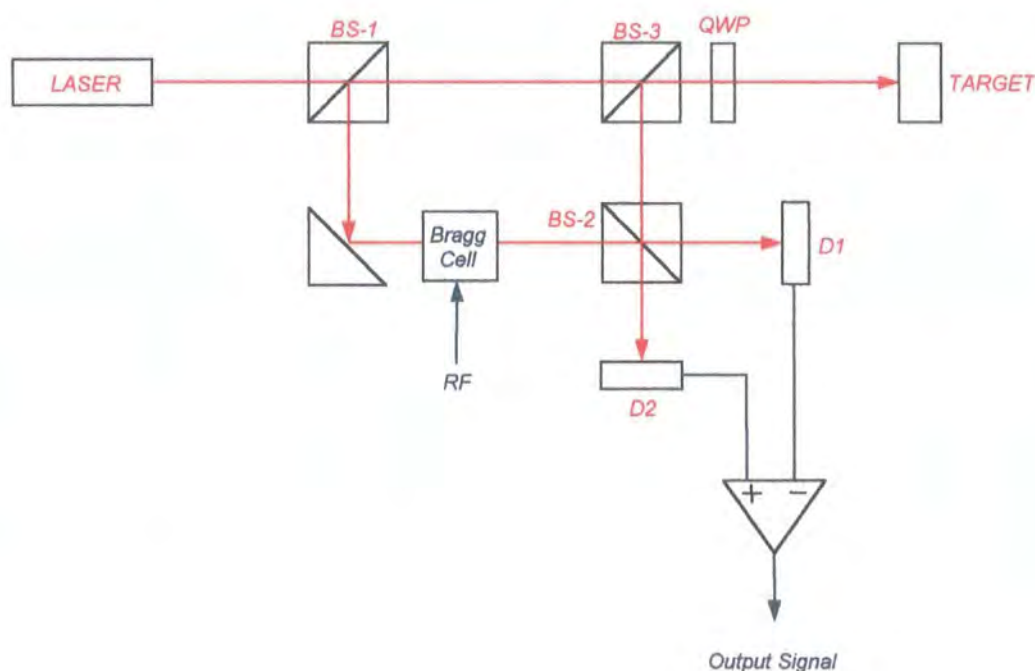 BS-1
BS-3
QWP
LASER
TARGET
BS-2
Bragg
Cell
D1
RF
D2
+ −
Output Signal